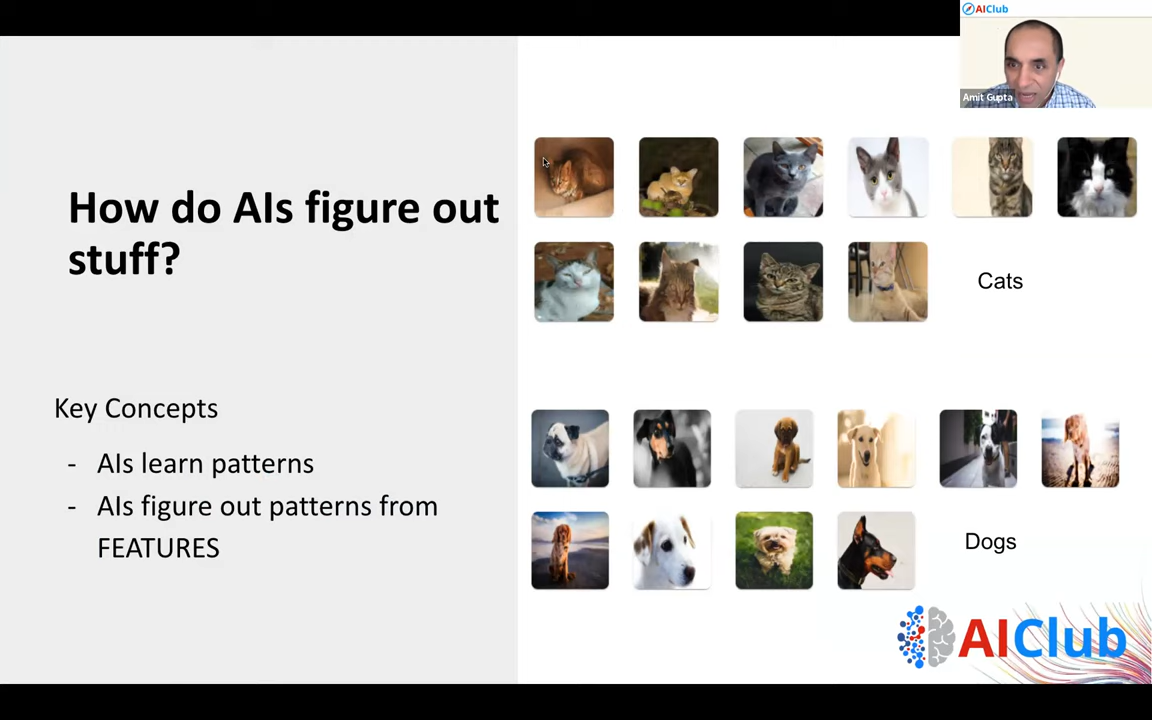 AIClub
Amit Gupta
How do AIs figure out
stuff?
Cats
Key Concepts
- AIs learn patterns
- AIs figure out patterns from
FEATURES
Dogs
AIClub